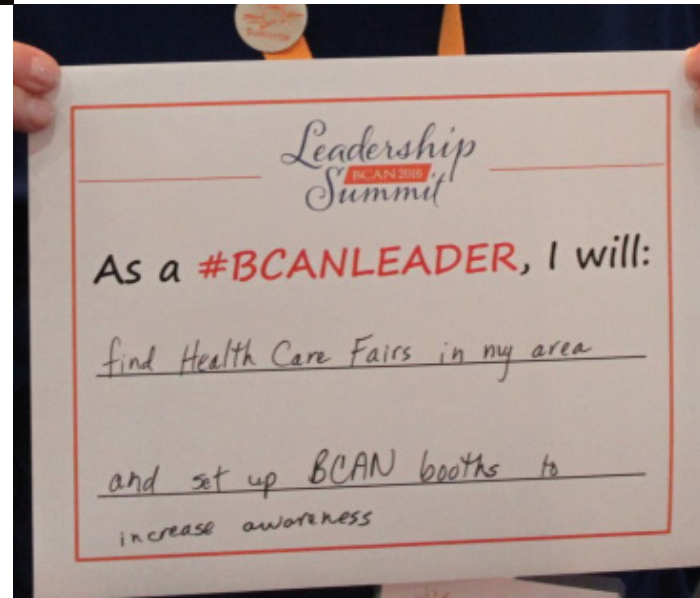 Leadership
BCAN 2016
Summit
As a #BCANLEADER, I will:
find Health Care Fairs in my area
and set up BCAN booths to
increase awareness